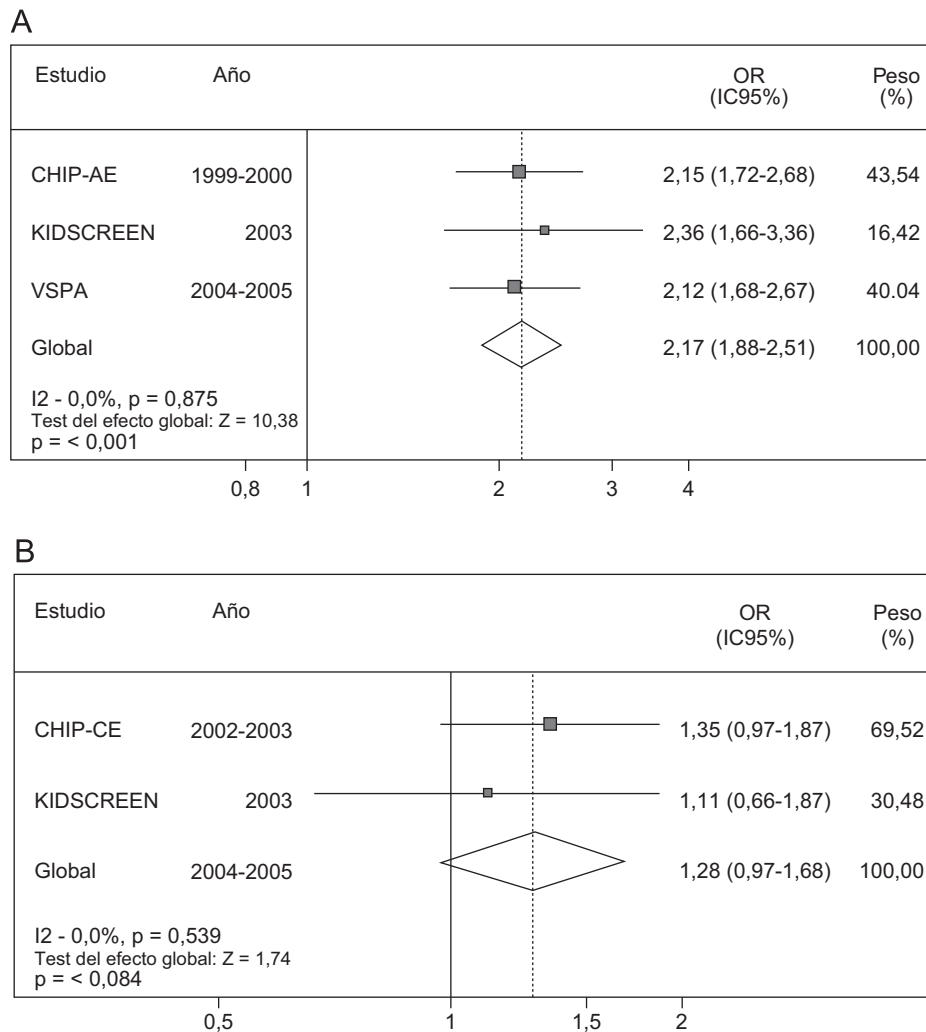 A
Estudio Año OR Peso
(IC95%) (%)
CHIP-AE 1999-2000 2,15 (1,72-2,68) 43,54
KIDSCREEN 2003 2,36 (1,66-3,36) 16,42
VSPA 2004-2005 2,12 (1,68-2,67) 40.04
Global 2,17 (1,88-2,51) 100,00
I2 - 0,0%, p = 0,875
Test del efecto global: Z = 10,38
p = < 0,001
0,8 1 2 3 4
B
Estudio Año OR Peso
(IC95%) (%)
CHIP-CE 2002-2003 1,35 (0,97-1,87) 69,52
KIDSCREEN 2003 1,11 (0,66-1,87) 30,48
Global 2004-2005 1,28 (0,97-1,68) 100,00
I2 - 0,0%, p = 0,539
Test del efecto global: Z = 1,74
p = < 0,084
0,5 1 1,5 2